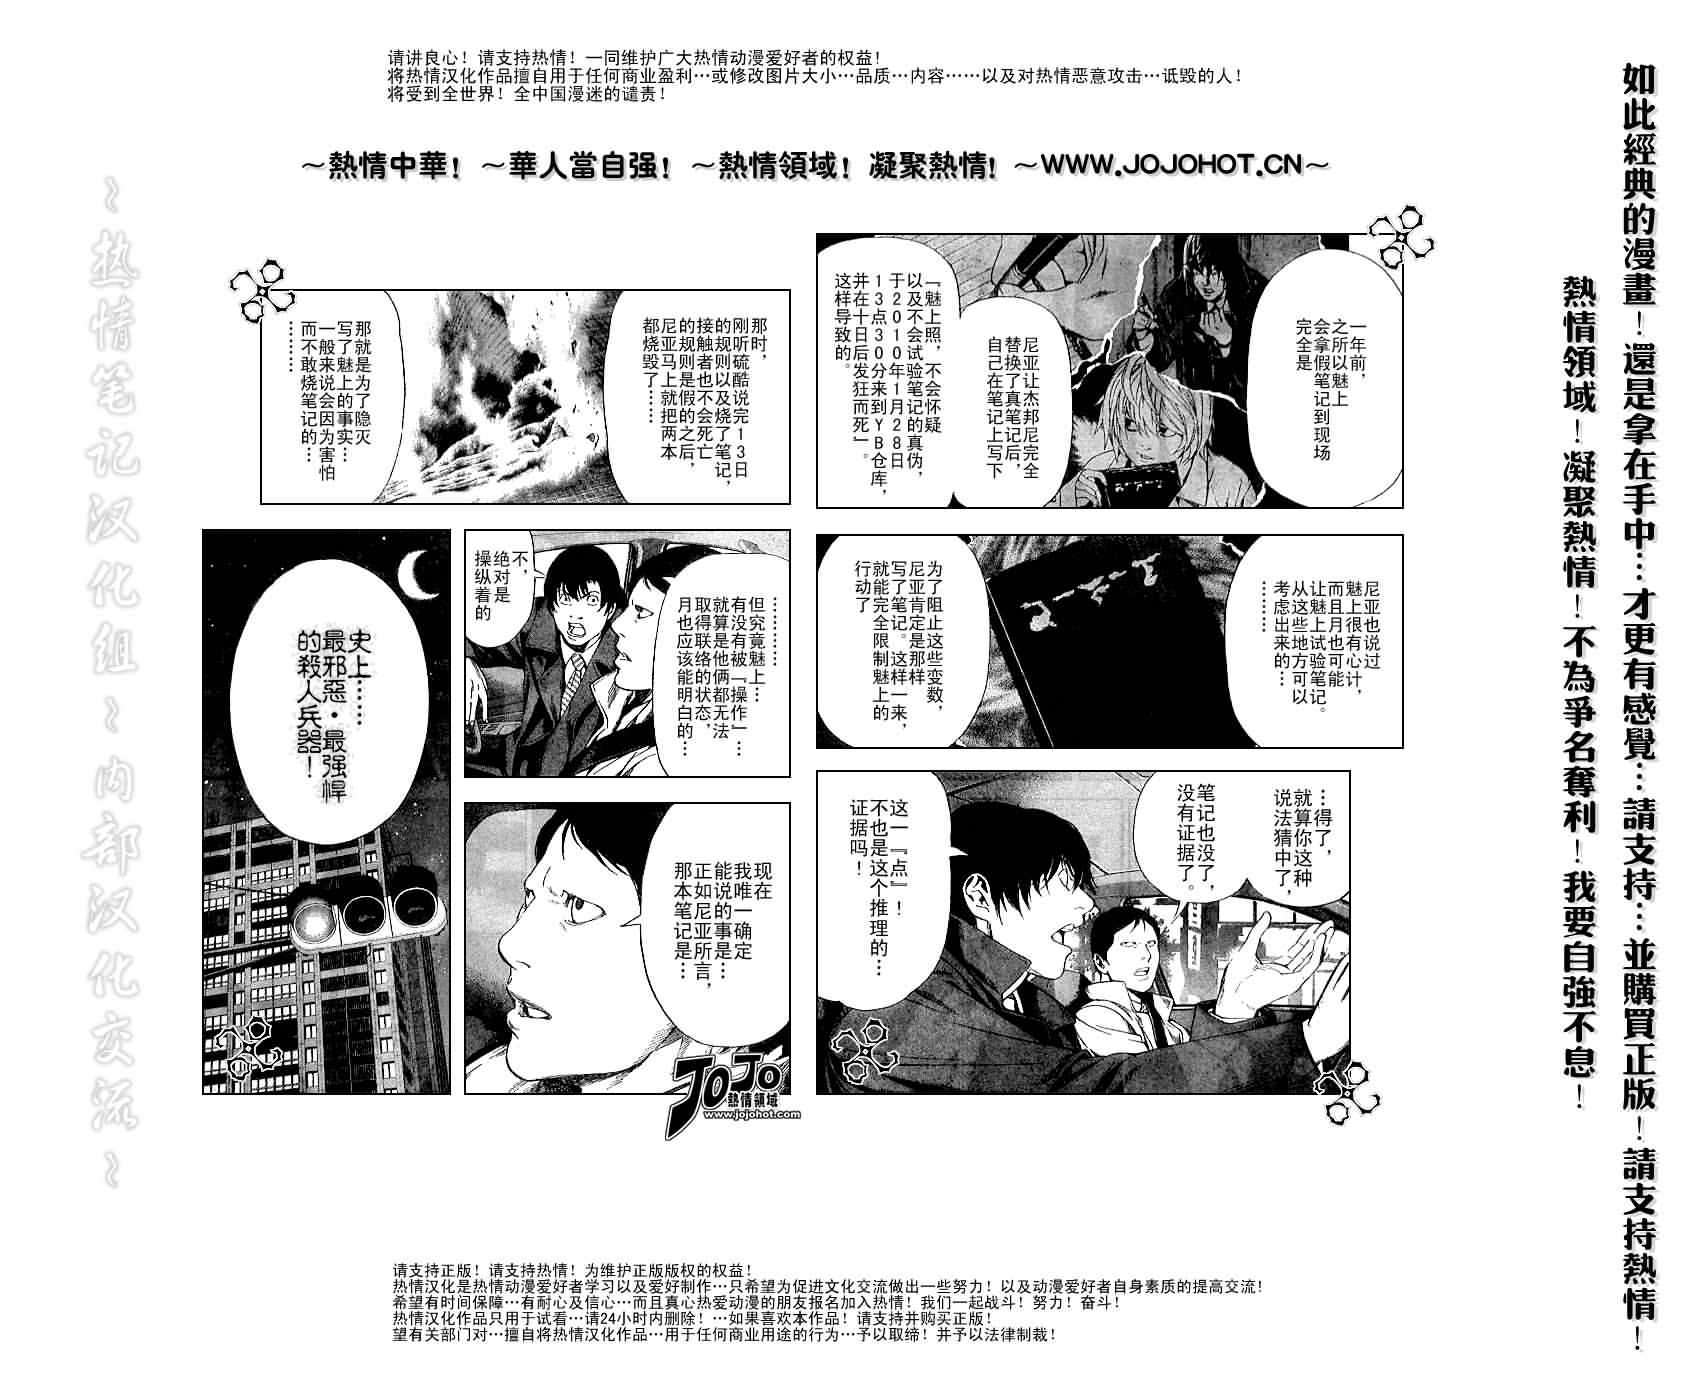 请讲良心！请支持热情！一同维护广大热情动漫爱好者的权益！
将热情汉化作品擅自用于任何商业盈利…或修改图片大小…品质…内容……以及对热情恶意攻击…诋毁的人！
将受到全世界！全中国漫迷的谴责！
～熱情中華！～華人當自强！～熱情領域！凝聚熱情！～WWW.JOJOHOT.CN～
如此經典的漫畫！還是拿在手中…才更有感覺…請支持…並購買正版！請支持熱情！
熱情領域！凝聚熱情！不為爭名奪利！我要自強不息！
一年前，
之所以魅上
会拿假笔记到现场
完全是
尼亚让杰邦尼完全
替换了真笔记后，
自己在笔记上写下
『魅上照，不会怀疑
以及不会试验笔记的真伪，
于2010年1月28日
13点30分来到YB仓库，
并在十日后发狂而死』。
这样导致的。
尼亚也说过
魅上很有心计，
而且月也可能
让魅上试验笔记。
从这些地方可以
考虑出来的…
………
为了阻止这些变数，
尼亚肯定是那样
写了笔记。这样一来，
就能完全限制魅上的
行动了
…得了，
就算你这种
说法猜中了，
笔记也没了，
没有证据了。
这一『点』！
不也是这个推理的…
证据吗！
那时，
刚听硫酷说完13日
的规则以及烧了笔记，
接触者也不会死亡
的规则是假的之后，
尼亚马上就把两本
都烧毁了……
那就是为了隐灭
写了魅上的事实…
一般来说会因为害怕
而不敢烧笔记的…
………
…………
但究竟魅上…
有没有被「操作」…
就算是他俩都无法
取得联络的状态，
月也应该能明白的…
不，
绝对是
操纵着的
现在
我唯一确定
能说的事是…
正如尼亚所言，
那本笔记是…
史上……
最邪惡·最强悍
的殺人兵器！
JOJO
熱情領域
www.jojohot.com
～热情笔记汉化组～内部汉化交流～
请支持正版！请支持热情！为维护正版版权的权益！
热情汉化是热情动漫爱好者学习以及爱好制作…只希望为促进文化交流做出一些努力！以及动漫爱好者自身素质的提高交流！
希望有时间保障…有耐心及信心…而且真心热爱动漫的朋友报名加入热情！我们一起战斗！努力！奋斗！
热情汉化作品只用于试看…请24小时内删除！…如果喜欢本作品！请支持并购买正版！
望有关部门对…擅自将热情汉化作品…用于任何商业用途的行为…予以取缔！并予以法律制裁！